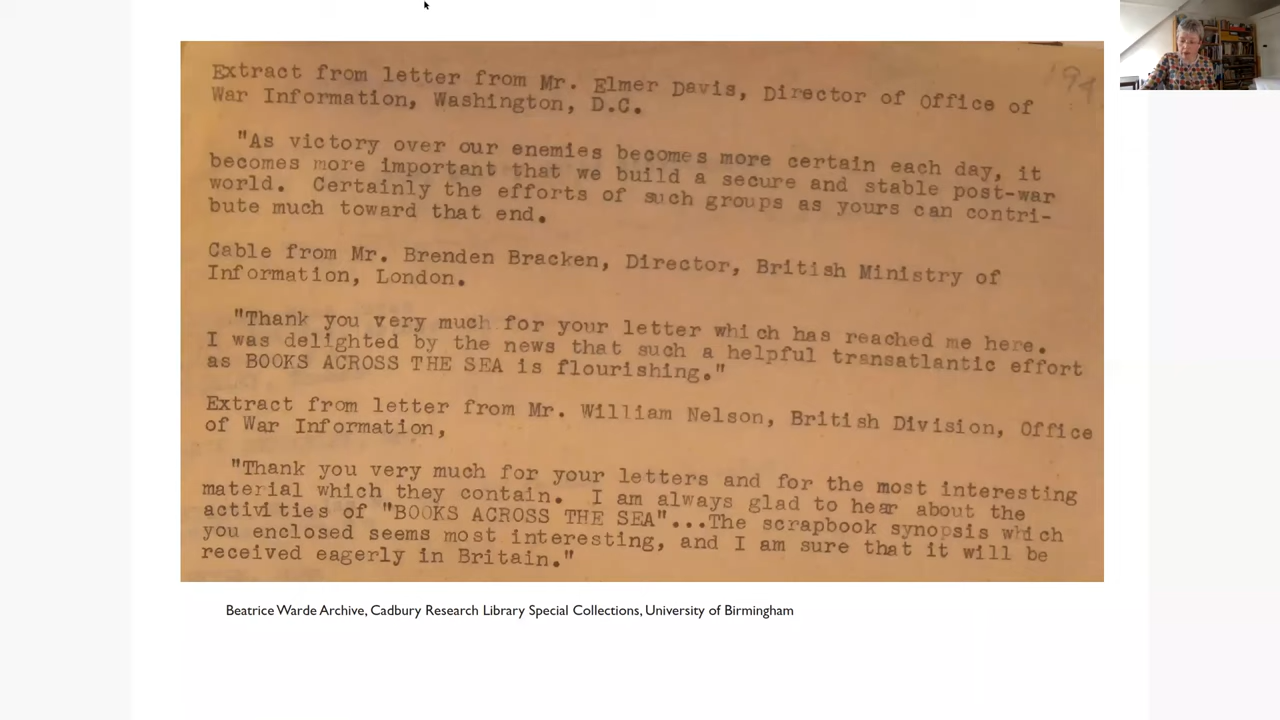 194
Extract from letter from Mr. Elmer Davis, Director of Office of
War Information, Washington, D.C.
"As victory over our enemies becomes more certain each day, it
becomes more important that we build a secure and stable post-war
world. Certainly the efforts of such groups as yours can contri-
bute much toward that end.
Cable from Mr. Brenden Bracken, Director, British Ministry of
Information, London.
"Thank you very much for your letter which has reached me here.
I was delighted by the news that such a helpful transatlantic effort
as BOOKS ACROSS THE SEA is flourishing."
Extract from letter from Mr. William Nelson, British Division, Office
of War Information,
"Thank you very much for your letters and for the most interesting
material which they contain. I am always glad to hear about the
activities of "BOOKS ACROSS THE SEA"...The scrapbook synopsis which
you enclosed seems most interesting, and I am sure that it will be
received eagerly in Britain."
Beatrice Warde Archive, Cadbury Research Library Special Collections, University of Birmingham